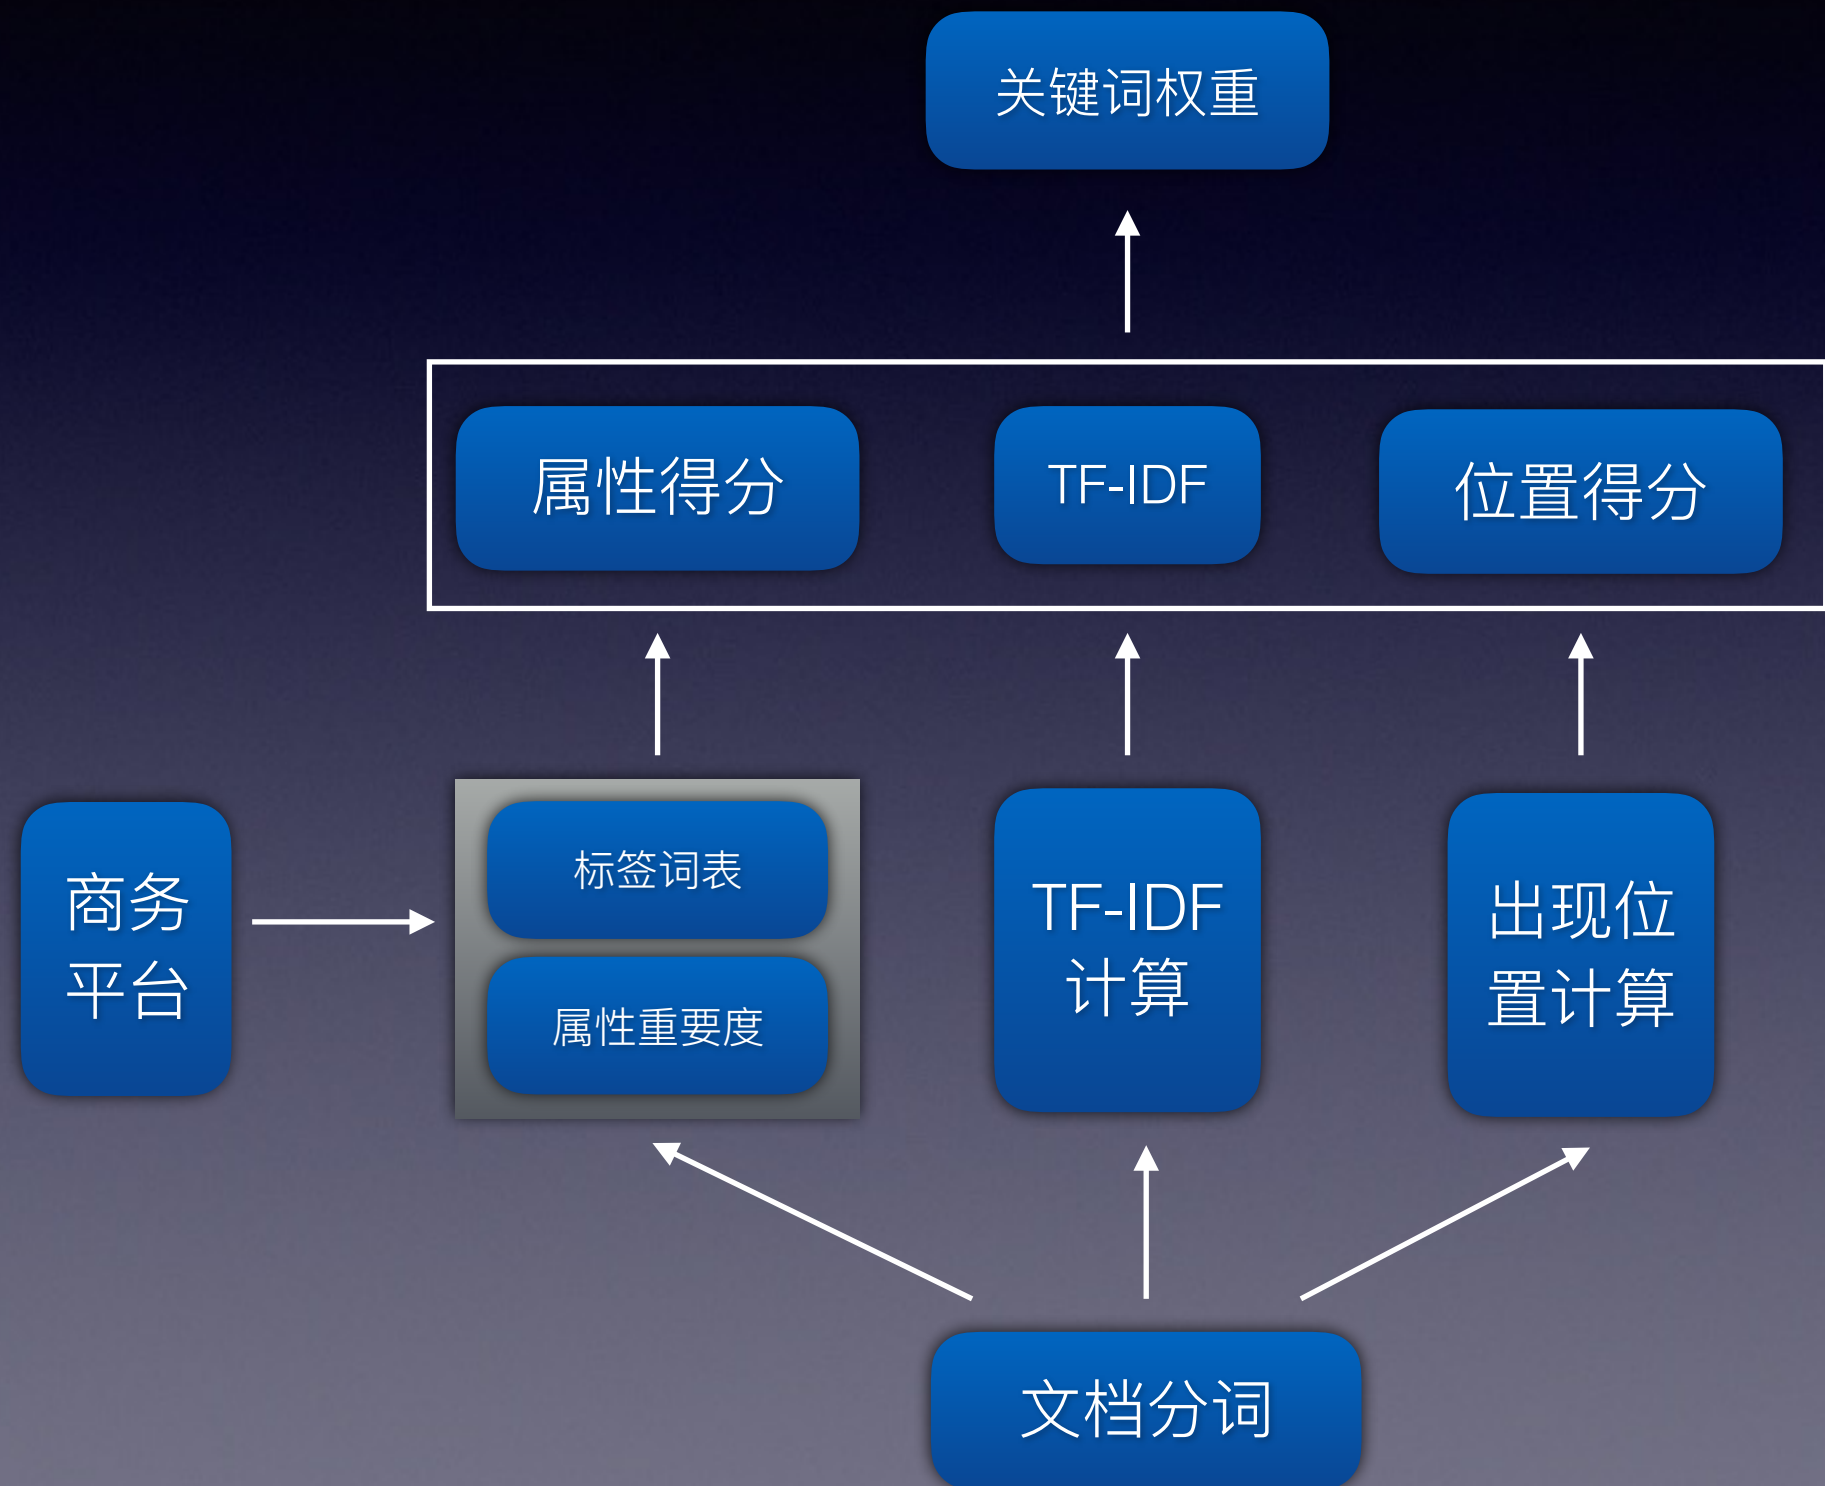 关键词权重
属性得分
TF-IDF
位置得分
商务
平台
标签词表
属性重要度
TF-IDF
计算
出现位
置计算
文档分词